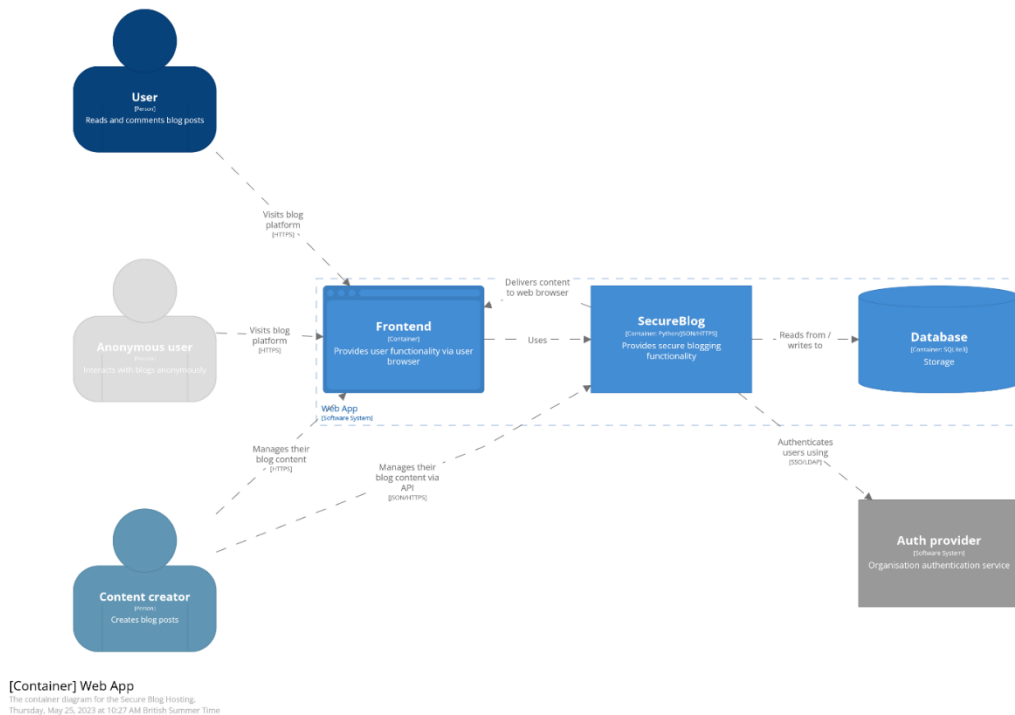 User
[Person]
Reads and comments blog posts
Visits blog
platform
[HTTPS]
Delivers content
to web browser
Anonymous user
[Person]
Interacts with blogs anonymously
Visits blog
platform
[HTTPS]
Frontend
[Container]
Provides user functionality via user
browser
Uses
SecureBlog
[Container: Python/JSON/HTTPS]
Provides secure blogging
functionality
Reads from /
writes to
Database
[Container: SQLite3]
Storage
Web App
[Software System]
Manages their
blog content
[HTTPS]
Manages their
blog content via
API
[JSON/HTTPS]
Authenticates
users using
[SSO/LDAP]
Auth provider
[Software System]
Organisation authentication service
Content creator
[Person]
Creates blog posts
[Container] Web App
The container diagram for the Secure Blog Hosting.
Thursday, May 25, 2023 at 10:27 AM British Summer Time